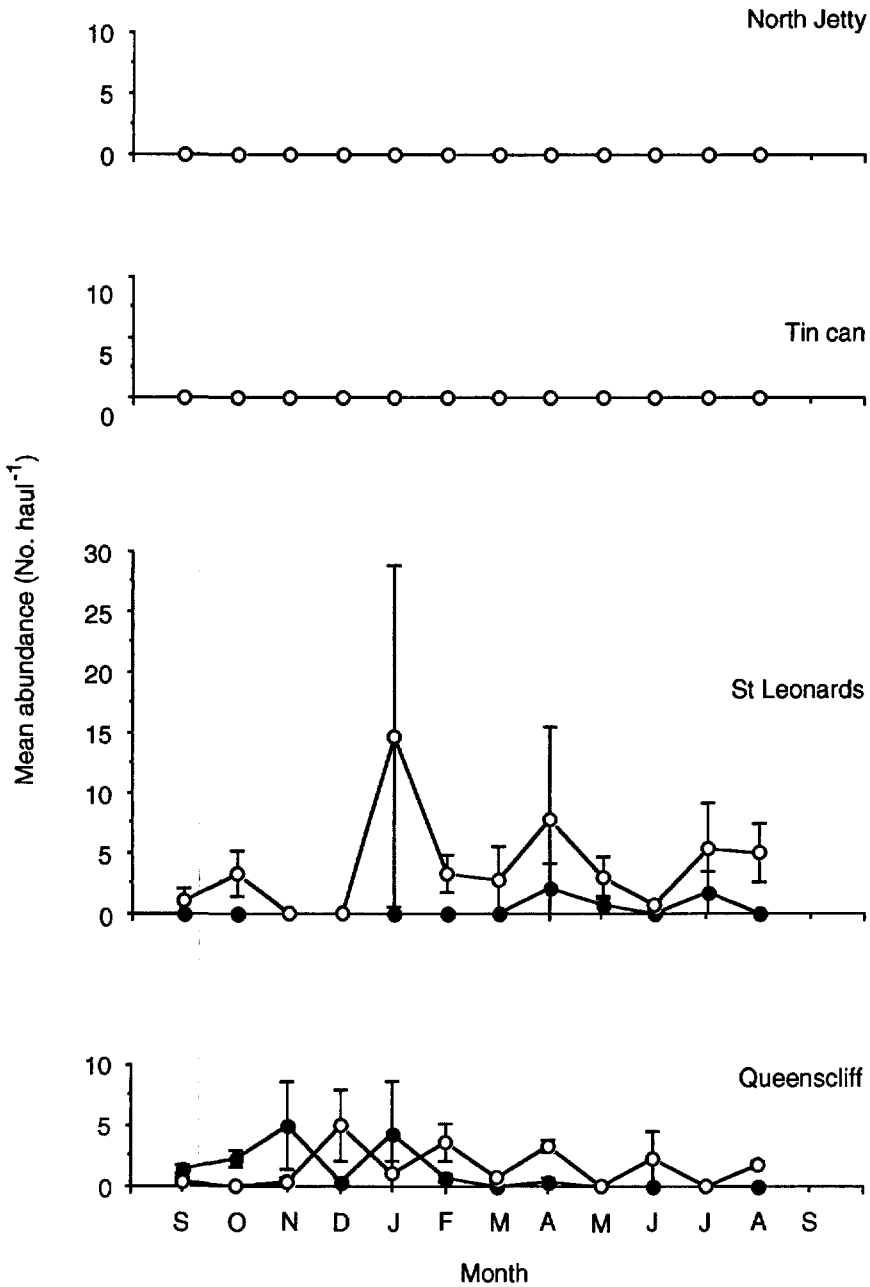 North Jetty
10
5
0
Tin can
10
5
0
Mean abundance (No. haul-1)
St Leonards
30
25
20
15
10
5
0
Queenscliff
10
5
0
S O N D J F M A M J J A S
Month